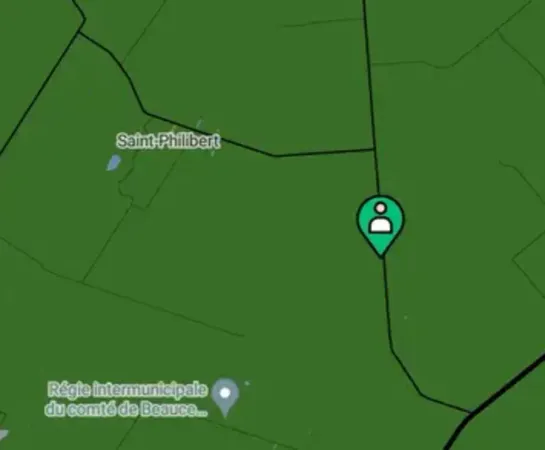 Saint-Philibert
Régie intermunicipale
du comté de Beauce...